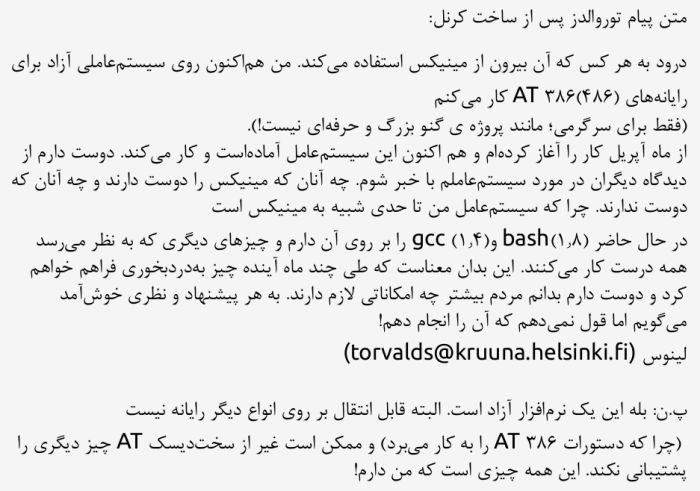 متن پیام توروالدز پس از ساخت کرنل:
درود به هر کس که آن بیرون از مینیکس استفاده می‌کند. من هم‌اکنون روی سیستم‌عاملی آزاد برای
رایانه‌های AT ۳۸۶(۴۸۶) کار می‌کنم
(فقط برای سرگرمی؛ مانند پروژه ی گنو بزرگ و حرفه‌ای نیست!).
از ماه آپریل کار را آغاز کرده‌ام و هم اکنون این سیستم‌عامل آماده‌است و کار می‌کند. دوست دارم از
دیدگاه دیگران در مورد سیستم‌عاملم با خبر شوم. چه آنان که مینیکس را دوست دارند و چه آنان که
دوست ندارند. چرا که سیستم‌عامل من تا حدی شبیه به مینیکس است
در حال حاضر bash(۱٫۸) و gcc (۱٫۴) را بر روی آن دارم و چیزهای دیگری که به نظر می‌رسد
همه درست کار می‌کنند. این بدان معناست که طی چند ماه آینده چیز به‌دردبخوری فراهم خواهم
کرد و دوست دارم بدانم مردم بیشتر چه امکاناتی لازم دارند. به هر پیشنهاد و نظری خوش‌آمد
می‌گویم اما قول نمی‌دهم که آن را انجام دهم!
لینوس (torvalds@kruuna.helsinki.fi)
پ.ن: بله این یک نرم‌افزار آزاد است. البته قابل انتقال بر روی انواع دیگر رایانه نیست
(چرا که دستورات AT ۳۸۶ را به کار می‌برد) و ممکن است غیر از سخت‌دیسک AT چیز دیگری را
پشتیبانی نکند. این همه چیزی است که من دارم!